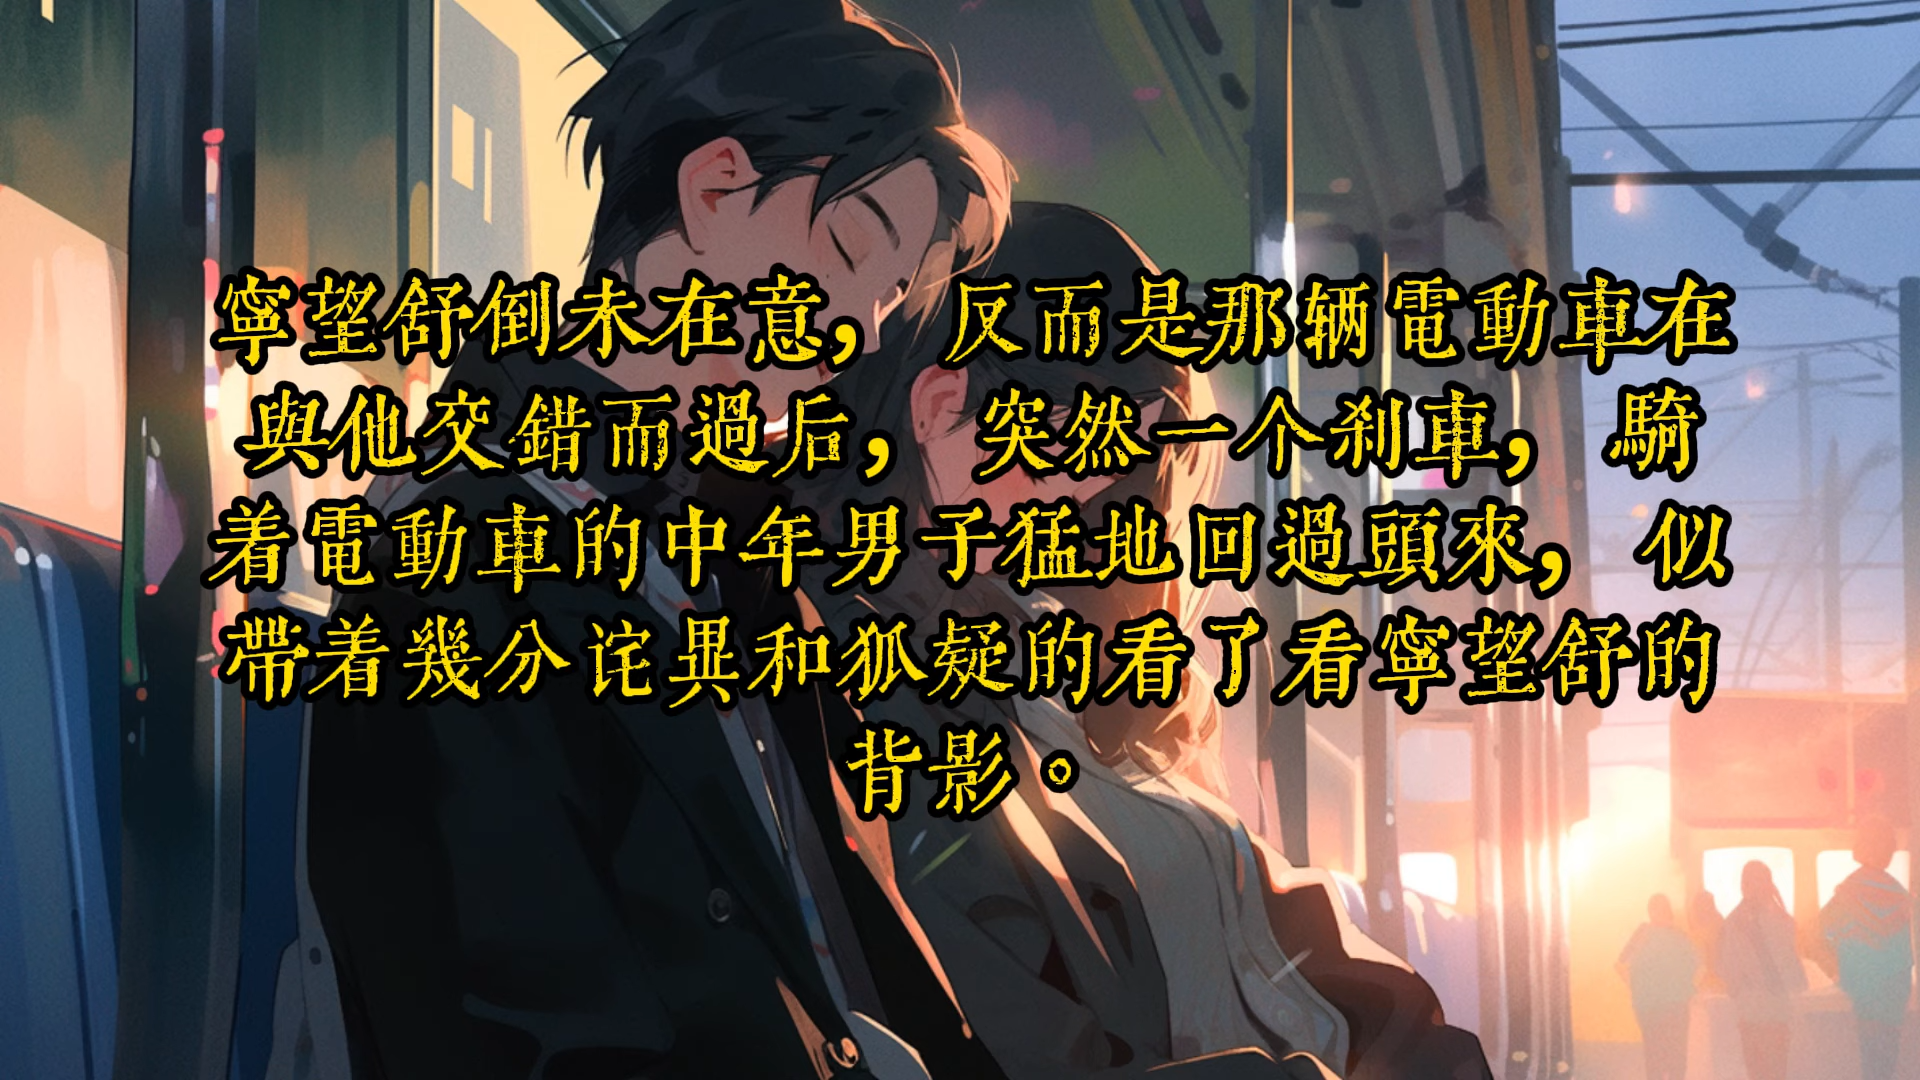 寧望舒倒未在意, 反而是那辆電動車在
與他交錯而過后, 突然一个刹車, 騎
着電動車的中年男子猛地回過頭來, 似
帶着幾分诧異和狐疑的看了看寧望舒的
背影。